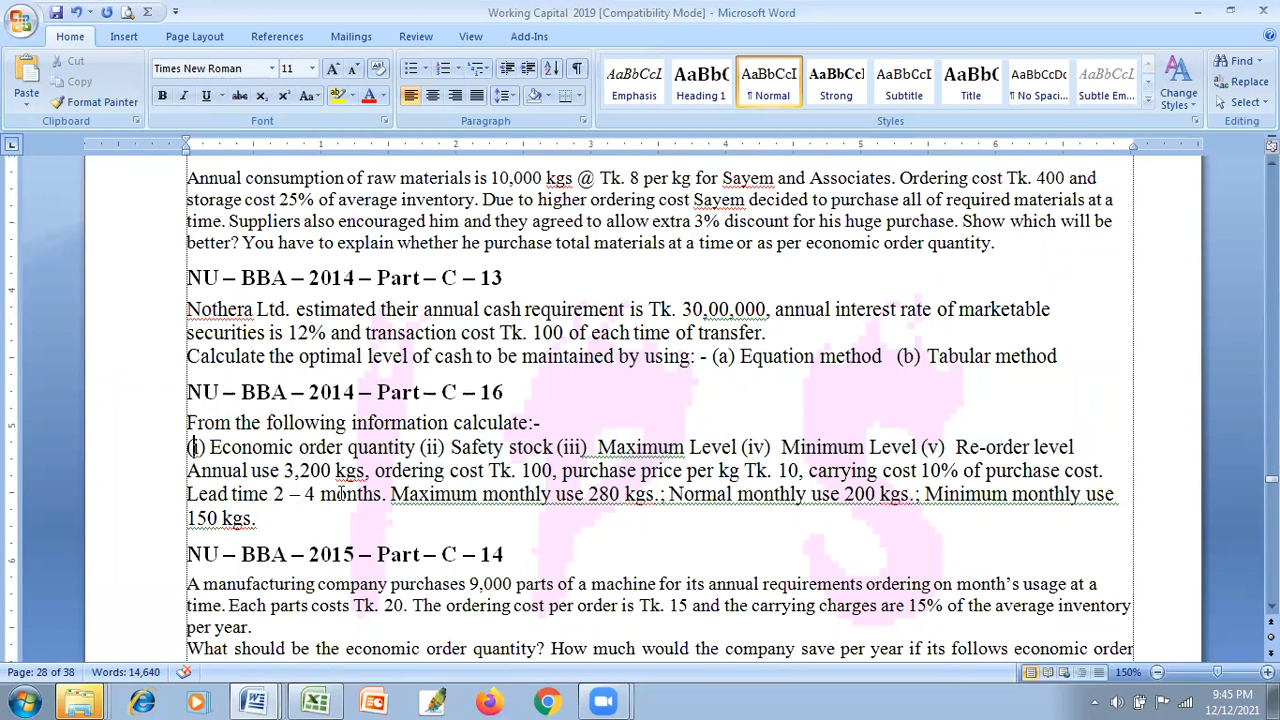 Working Capital 2019 [Compatibility Mode] - Microsoft Word
Home Insert Page Layout References Mailings Review View Add-Ins
Paste
Cut
Copy
Format Painter
Clipboard
Times New Roman 11
Font
Paragraph
AaBbCcI AaBbC AaBbCcI AaBbCc AaBbCcI AaBbC AaBbCcDc AaBbCcI
Emphasis Heading 1 ¶ Normal Strong Subtitle Title ¶ No Spaci... Subtle Em...
Change Styles
Styles
Find
Replace
Select
Editing
1 2 3 4 5 6
Annual consumption of raw materials is 10,000 kgs @ Tk. 8 per kg for Sayem and Associates. Ordering cost Tk. 400 and
storage cost 25% of average inventory. Due to higher ordering cost Sayem decided to purchase all of required materials at a
time. Suppliers also encouraged him and they agreed to allow extra 3% discount for his huge purchase. Show which will be
better? You have to explain whether he purchase total materials at a time or as per economic order quantity.
NU – BBA – 2014 – Part – C – 13
Nothera Ltd. estimated their annual cash requirement is Tk. 30,00,000, annual interest rate of marketable
securities is 12% and transaction cost Tk. 100 of each time of transfer.
Calculate the optimal level of cash to be maintained by using: - (a) Equation method (b) Tabular method
NU – BBA – 2014 – Part – C – 16
From the following information calculate:-
(i) Economic order quantity (ii) Safety stock (iii) Maximum Level (iv) Minimum Level (v) Re-order level
Annual use 3,200 kgs, ordering cost Tk. 100, purchase price per kg Tk. 10, carrying cost 10% of purchase cost.
Lead time 2 – 4 months. Maximum monthly use 280 kgs.; Normal monthly use 200 kgs.; Minimum monthly use
150 kgs.
NU – BBA – 2015 – Part – C – 14
A manufacturing company purchases 9,000 parts of a machine for its annual requirements ordering on month's usage at a
time. Each parts costs Tk. 20. The ordering cost per order is Tk. 15 and the carrying charges are 15% of the average inventory
per year.
What should be the economic order quantity? How much would the company save per year if its follows economic order
Page: 28 of 38 Words: 14,640 150%
9:45 PM
12/12/2021